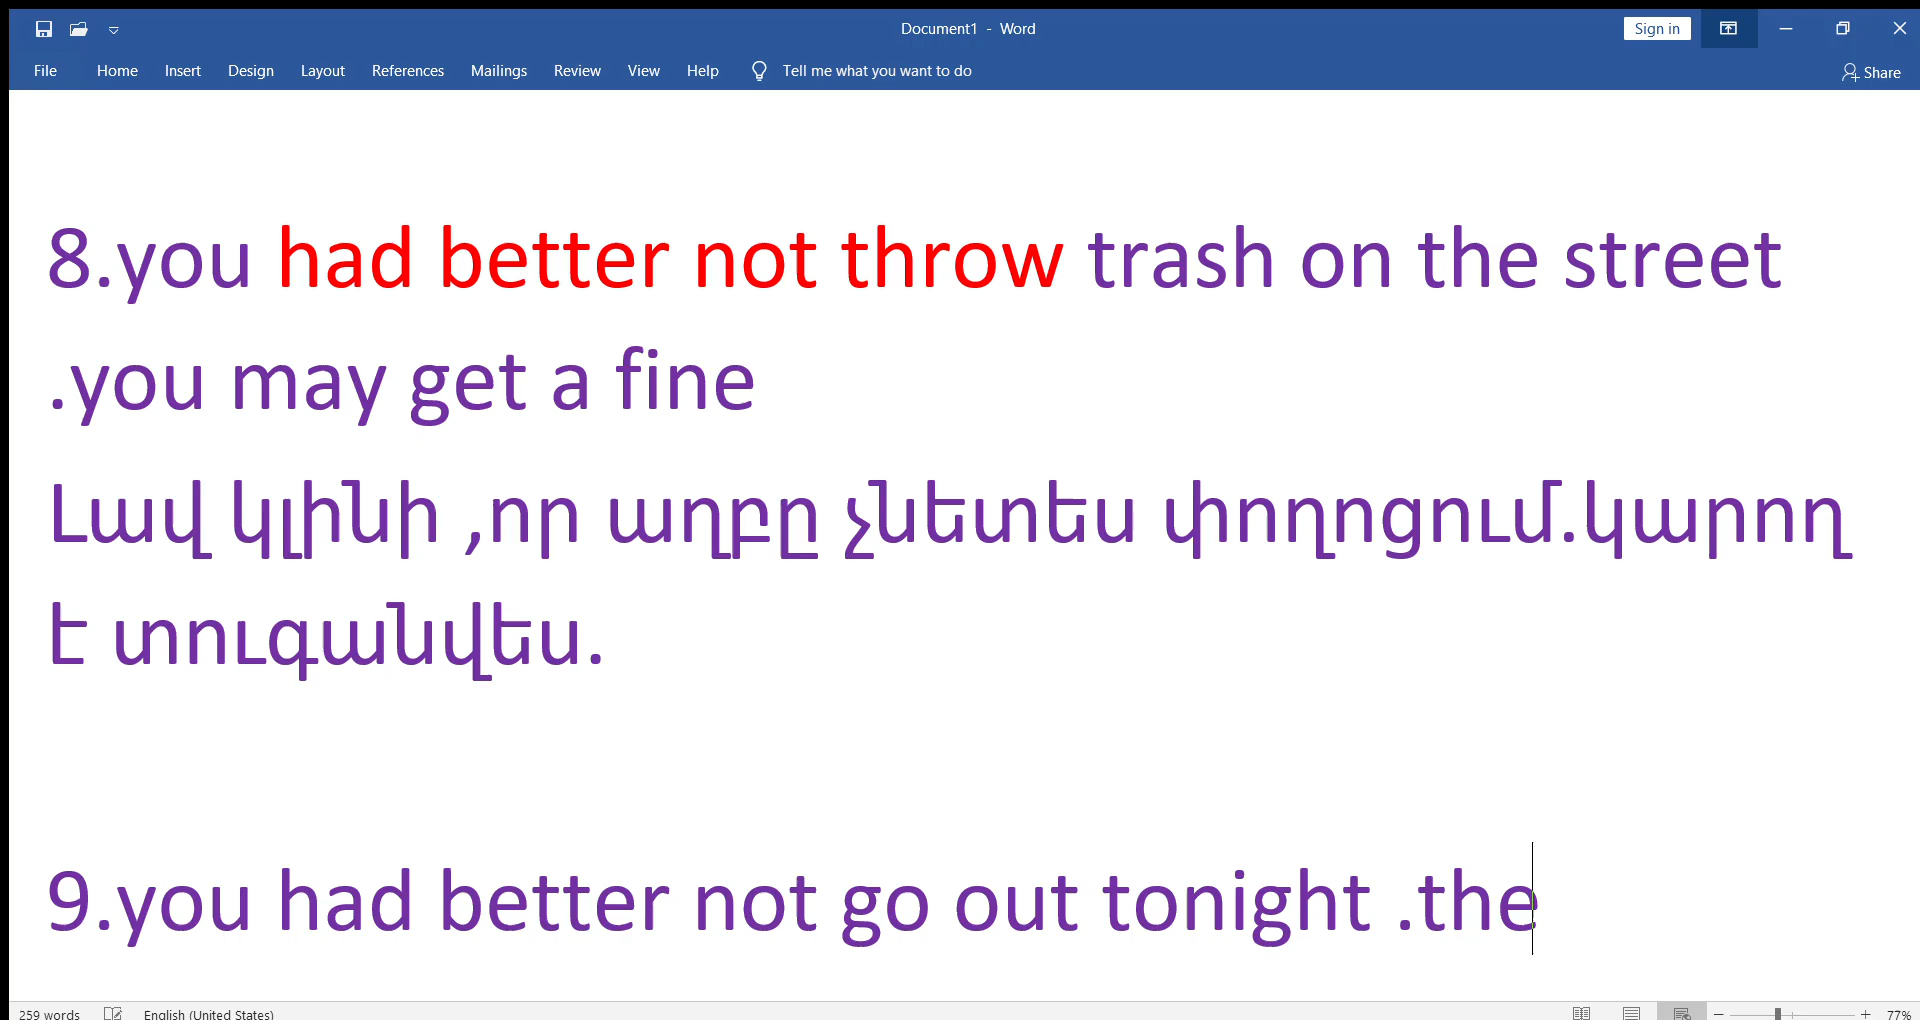 Document1 - Word
Sign in
File Home Insert Design Layout References Mailings Review View Help Tell me what you want to do
Share
8.you had better not throw trash on the street
.you may get a fine
Լավ կլինի ,որ աղբը չնետես փողոցում.կարող
է տուգանվես.
9.you had better not go out tonight .the
259 words English (United States) 77%